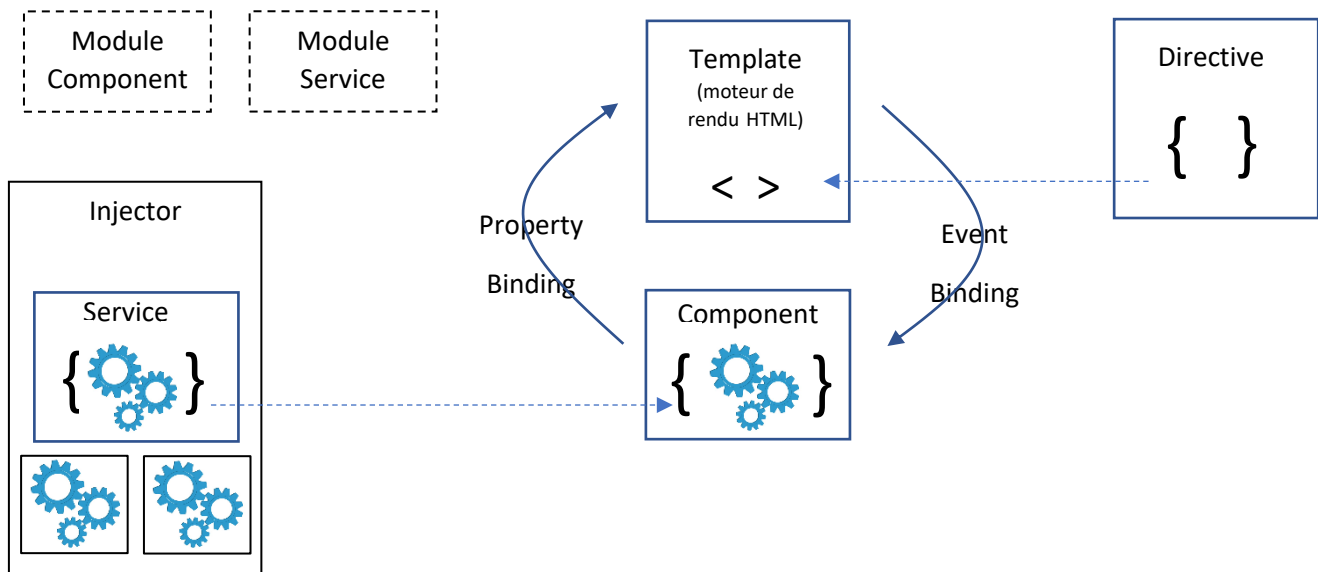 Module
Component
Module
Service
Template
(moteur de
rendu HTML)
< >
Directive
{ }
Injector
Property
Binding
Event
Binding
Service
{ }
Component
{ }